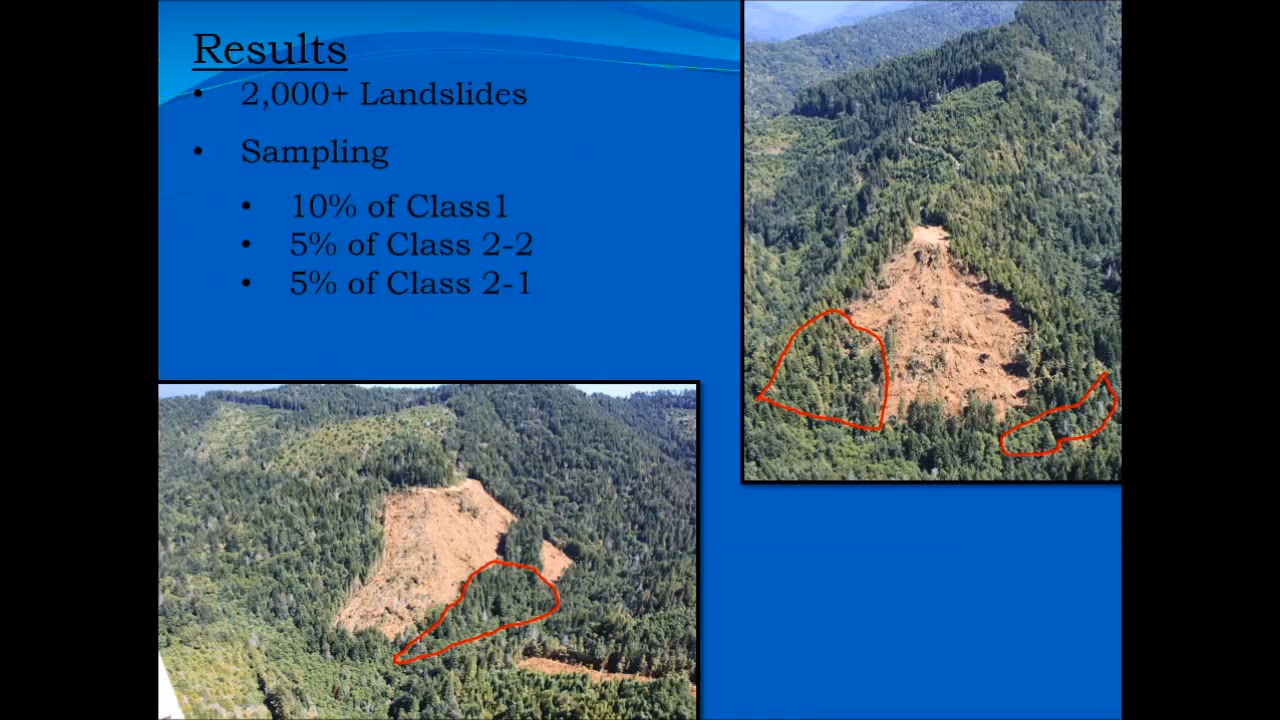 Results
• 2,000+ Landslides
• Sampling
• 10% of Class1
• 5% of Class 2-2
• 5% of Class 2-1